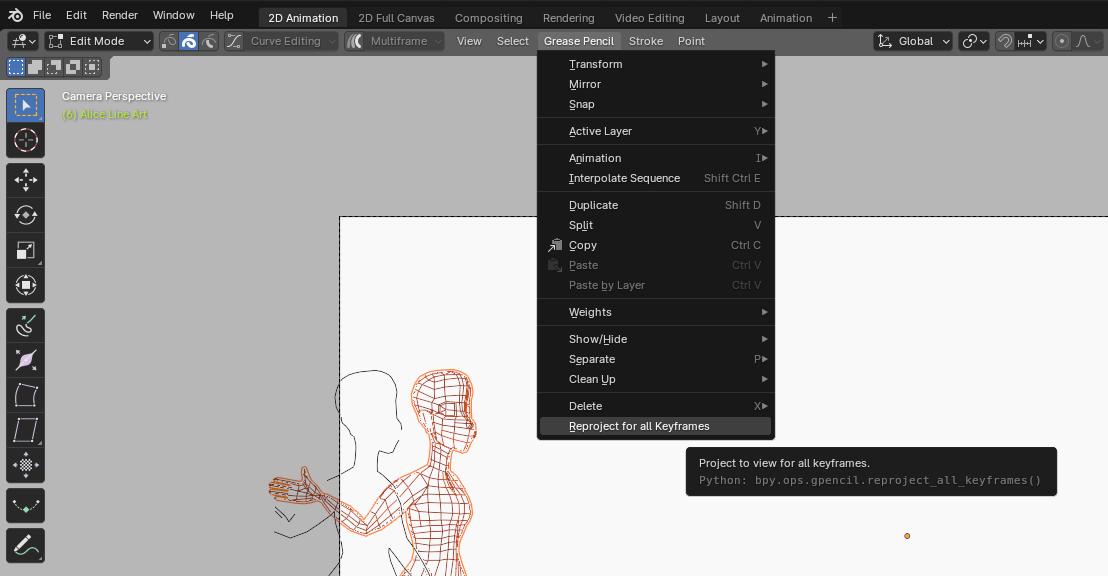 File Edit Render Window Help 2D Animation 2D Full Canvas Compositing Rendering Video Editing Layout Animation +
Edit Mode Curve Editing Multiframe View Select Grease Pencil Stroke Point Global
Camera Perspective
(6) Alice Line Art
Transform
Mirror
Snap
Active Layer Y
Animation I
Interpolate Sequence Shift Ctrl E
Duplicate Shift D
Split V
Copy Ctrl C
Paste Ctrl V
Paste by Layer Ctrl V
Weights
Show/Hide
Separate P
Clean Up
Delete X
Reproject for all Keyframes
Project to view for all keyframes.
Python: bpy.ops.gpencil.reproject_all_keyframes()